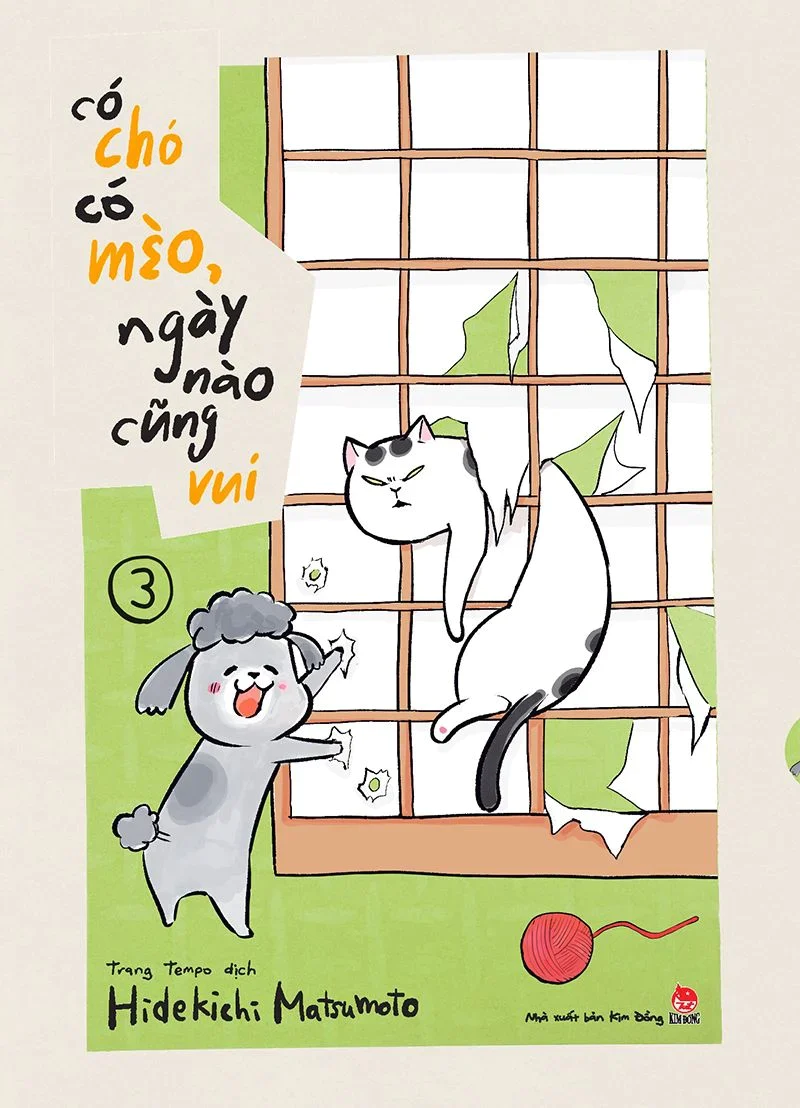 có
chó
có
mèo,
ngày
nào
cũng
vui
3
Trang Tempo dịch
Hidekichi Matsumoto
Nhà xuất bản Kim Đồng
KIM ĐỒNG